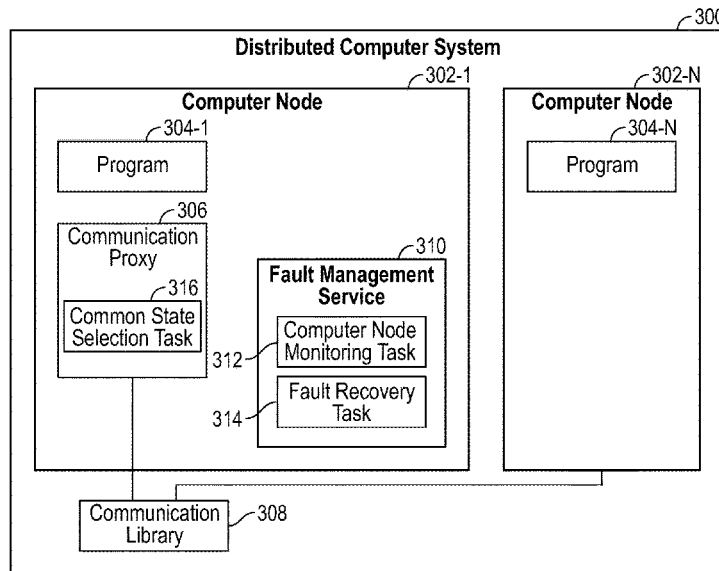 300
Distributed Computer System
302-1
302-N
Computer Node
Computer Node
304-1
304-N
Program
Program
306
Communication
Proxy
316
Common State
Selection Task
310
Fault Management
Service
Computer Node
Monitoring Task
312
Fault Recovery
Task
314
Communication
Library
308